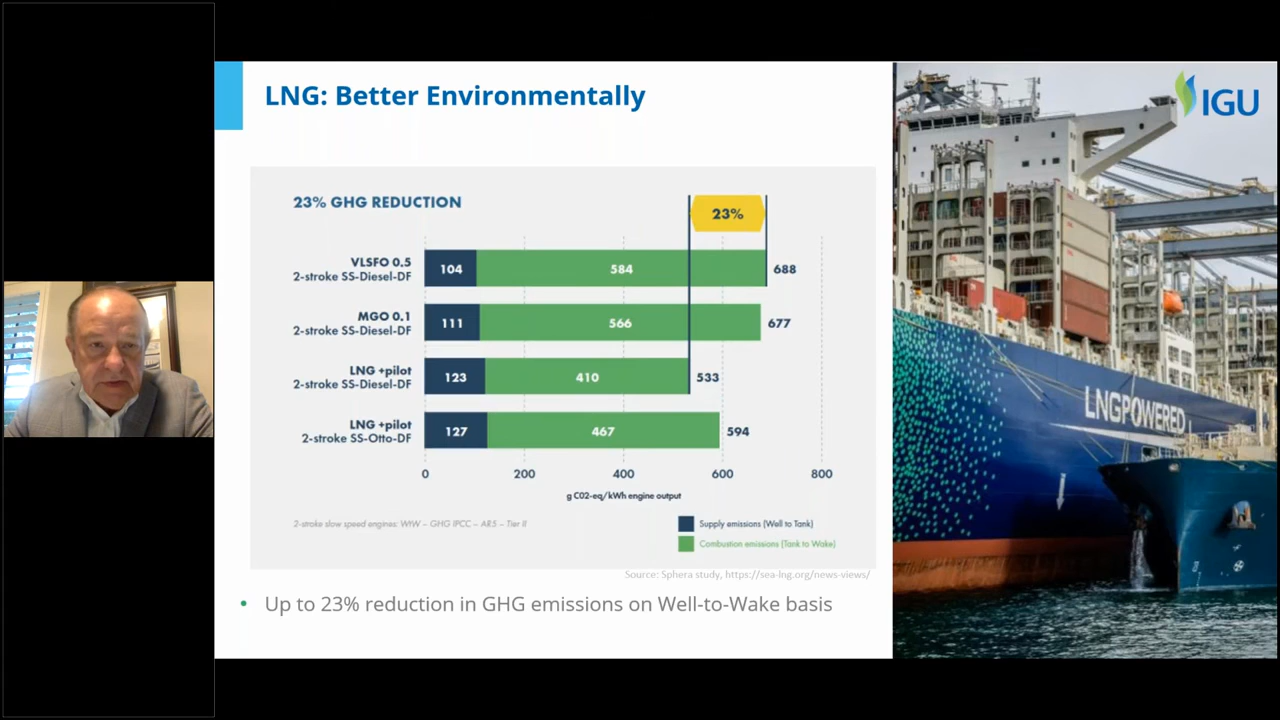 LNG: Better Environmentally
IGU
23% GHG REDUCTION
23%
VLSFO 0.5
2-stroke SS-Diesel-DF
104
584
688
MGO 0.1
2-stroke SS-Diesel-DF
111
566
677
LNG +pilot
2-stroke SS-Diesel-DF
123
410
533
LNG +pilot
2-stroke SS-Otto-DF
127
467
594
0 200 400 600 800
g C02-eq/kWh engine output
2-stroke slow speed engines: WtW – GHG IPCC – AR5 – Tier II
Supply emissions (Well to Tank)
Combustion emissions (Tank to Wake)
Source: Sphera study, https://sea-lng.org/news-views/
• Up to 23% reduction in GHG emissions on Well-to-Wake basis
LNGPOWERED